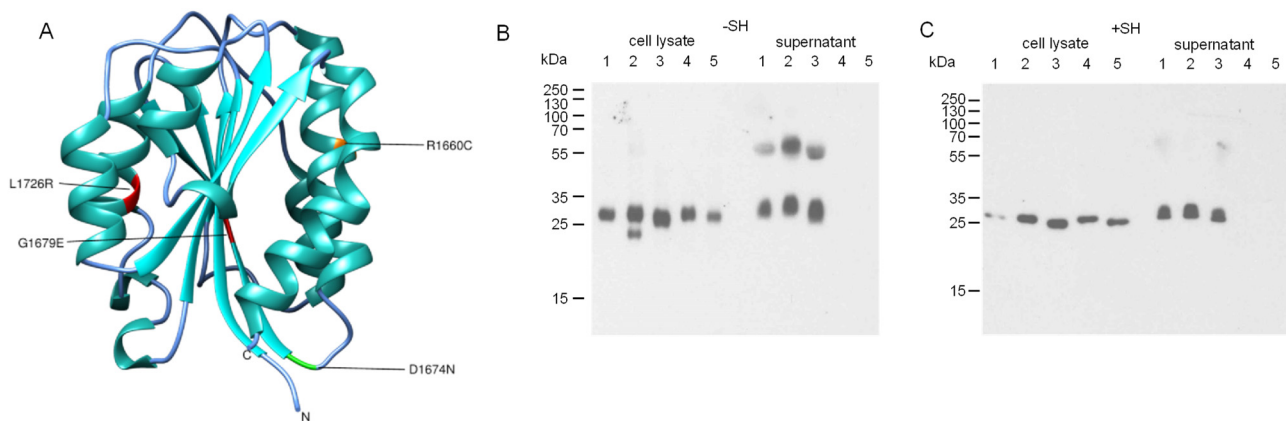 A
L1726R
G1679E
R1660C
D1674N
C
N
B
-SH
cell lysate supernatant
kDa 1 2 3 4 5 1 2 3 4 5
250
130
100
70
55
35
25
15
C
+SH
cell lysate supernatant
kDa 1 2 3 4 5 1 2 3 4 5
250
130
100
70
55
35
25
15